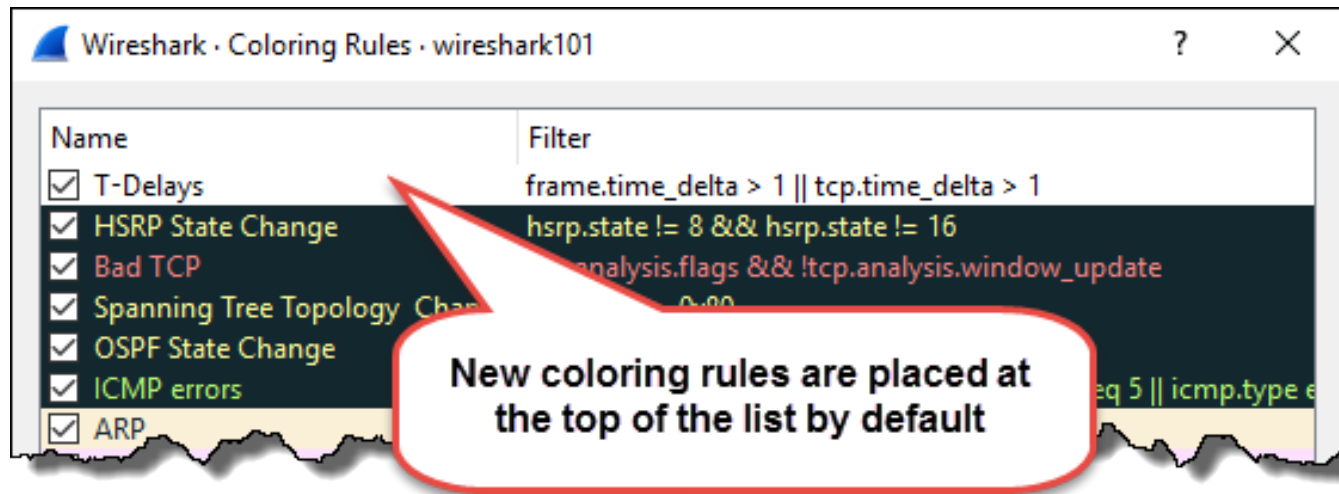 Wireshark · Coloring Rules · wireshark101 ? ×
Name Filter
T-Delays frame.time_delta > 1 || tcp.time_delta > 1
HSRP State Change hsrp.state != 8 && hsrp.state != 16
Bad TCP analysis.flags && !tcp.analysis.window_update
Spanning Tree Topology
OSPF State Change
ICMP errors eq 5 || icmp.type e
ARP
New coloring rules are placed at
the top of the list by default